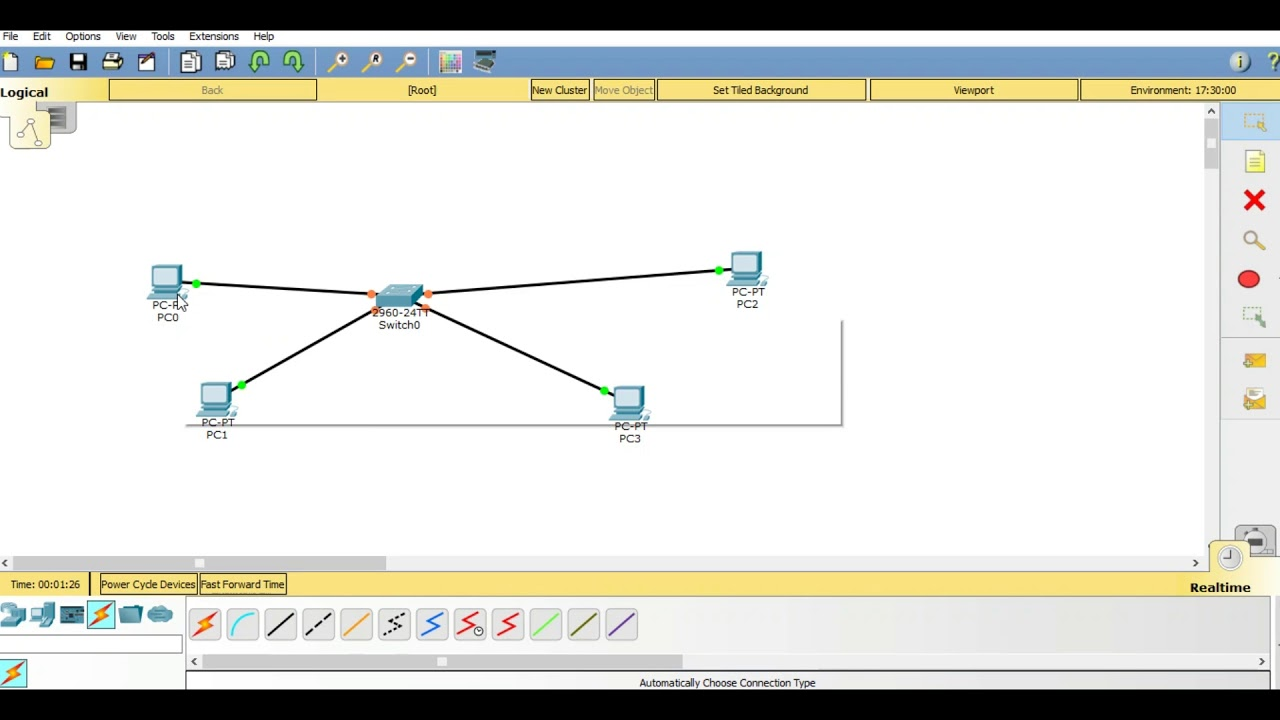 File Edit Options View Tools Extensions Help
Logical Back [Root] New Cluster Move Object Set Tiled Background Viewport Environment: 17:30:00
PC-PT
PC2
PC0
2960-24TT
Switch0
PC-PT
PC1
PC-PT
PC3
Time: 00:01:26 Power Cycle Devices Fast Forward Time
Realtime
Automatically Choose Connection Type